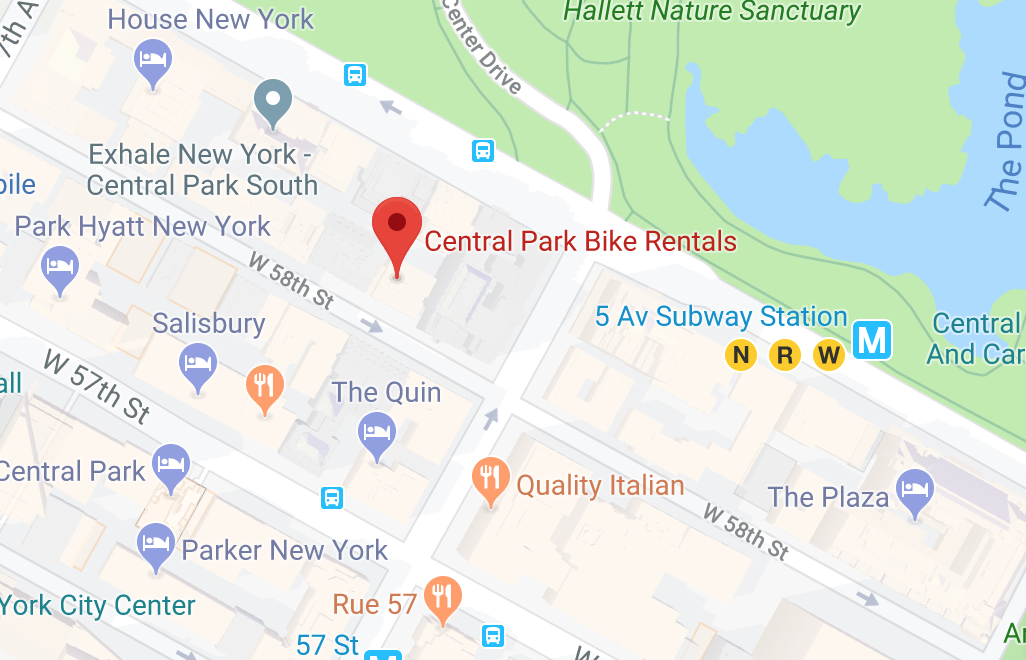 House New York
Hallett Nature Sanctuary
7th A
Center Drive
The Pond
Exhale New York -
Central Park South
bile
Park Hyatt New York
Central Park Bike Rentals
W 58th St
5 Av Subway Station
M
N R W
Central
And Car
Salisbury
W 57th St
all
The Quin
Central Park
Quality Italian
The Plaza
W 58th St
Parker New York
York City Center
Rue 57
57 St
W
Ar